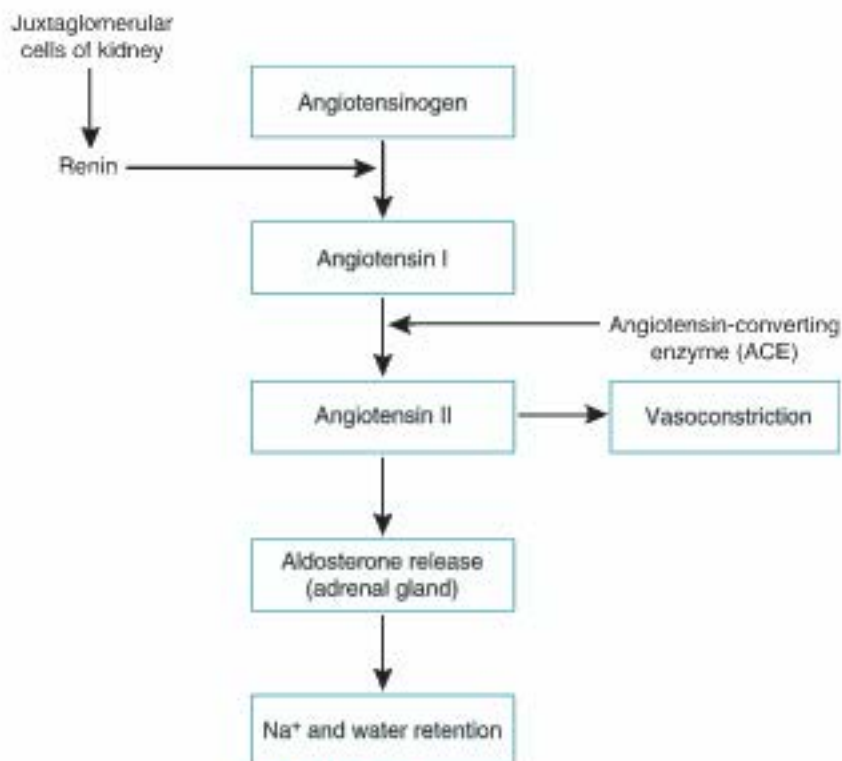 Juxtaglomerular
cells of kidney
Angiotensinogen
Renin
Angiotensin I
Angiotensin-converting
enzyme (ACE)
Angiotensin II
Vasoconstriction
Aldosterone release
(adrenal gland)
Na⁺ and water retention